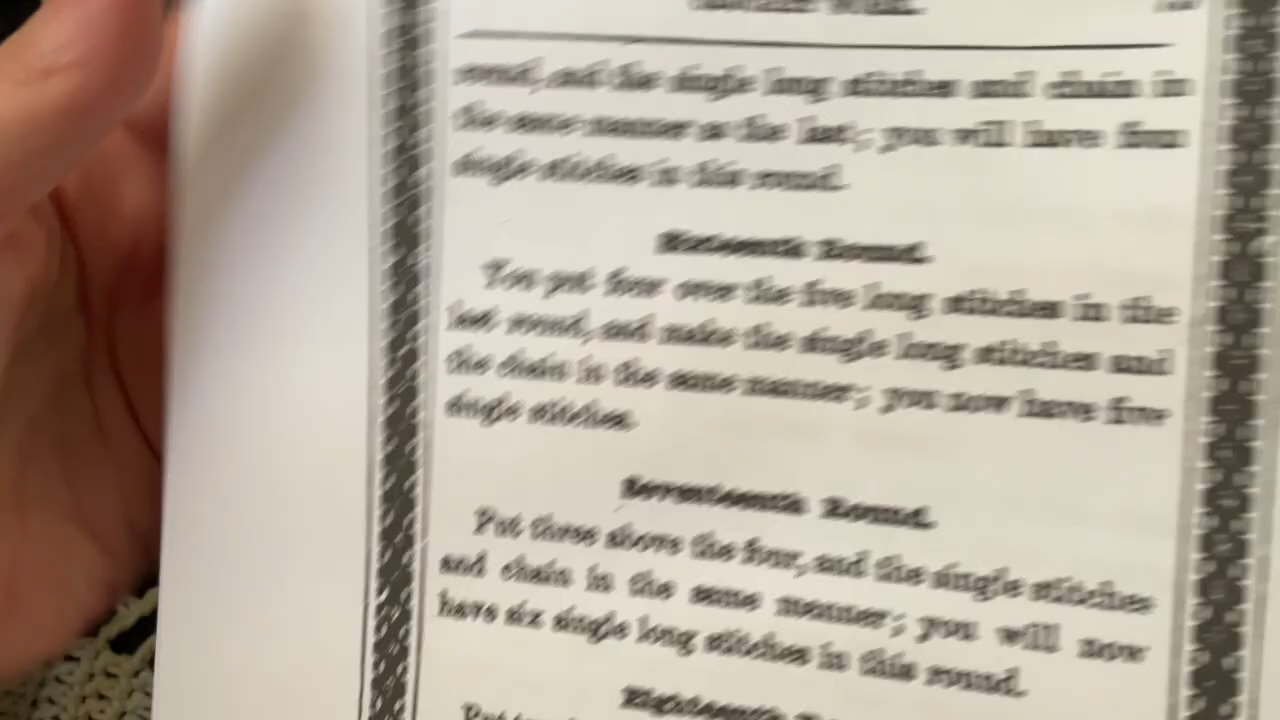 round, and the single long stitches and chain in
the same manner as the last; you will have four
single stitches in this round.
Sixteenth Round.
You put four over the five long stitches in the
last round, and make the single long stitches and
the chain in the same manner; you now have five
single stitches.
Seventeenth Round.
Put three above the four, and the single stitches
and chain in the same manner; you will now
have six single long stitches in this round.
Eighteenth
Put